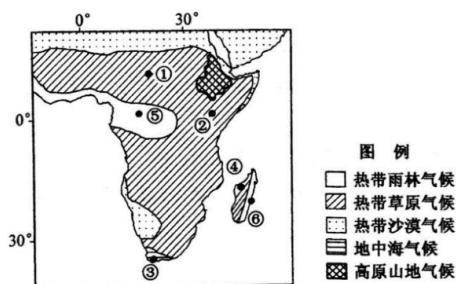 0° 30°
①
⑤
0°
②
④
⑥
30°
③
图 例
热带雨林气候
热带草原气候
热带沙漠气候
地中海气候
高原山地气候